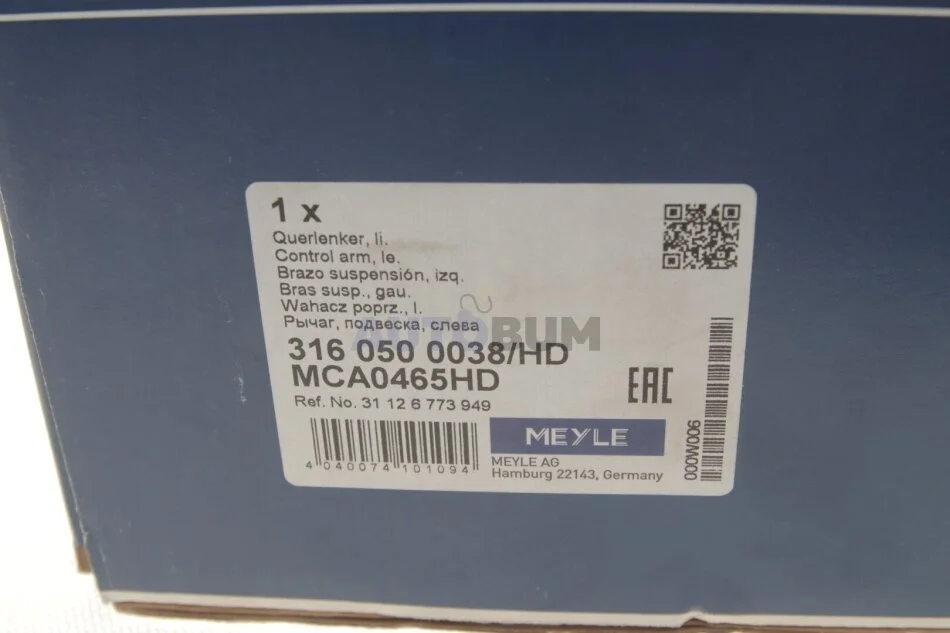 1 x
Querlenker, li.
Control arm, le.
Brazo suspensión, izq.
Bras susp., gau.
Wahacz poprz., l.
Рычаг, подвеска, слева
AUTOBUM
316 050 0038/HD
MCA0465HD
EAC
Ref. No. 31 12 6 773 949
MEYLE
4 040074 101094
MEYLE AG
Hamburg 22143, Germany
000W006